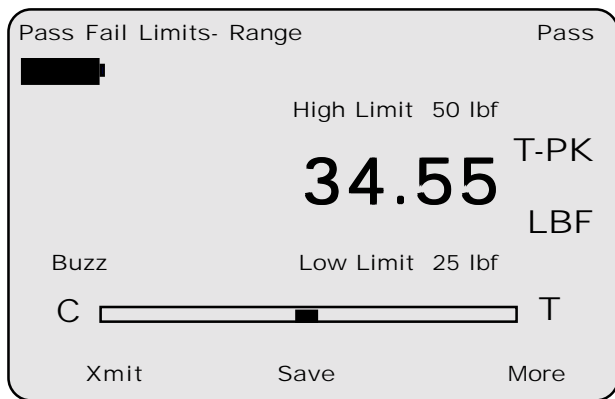 Pass Fail Limits- Range Pass
High Limit 50 lbf
T-PK
34.55
LBF
Buzz Low Limit 25 lbf
C T
Xmit Save More